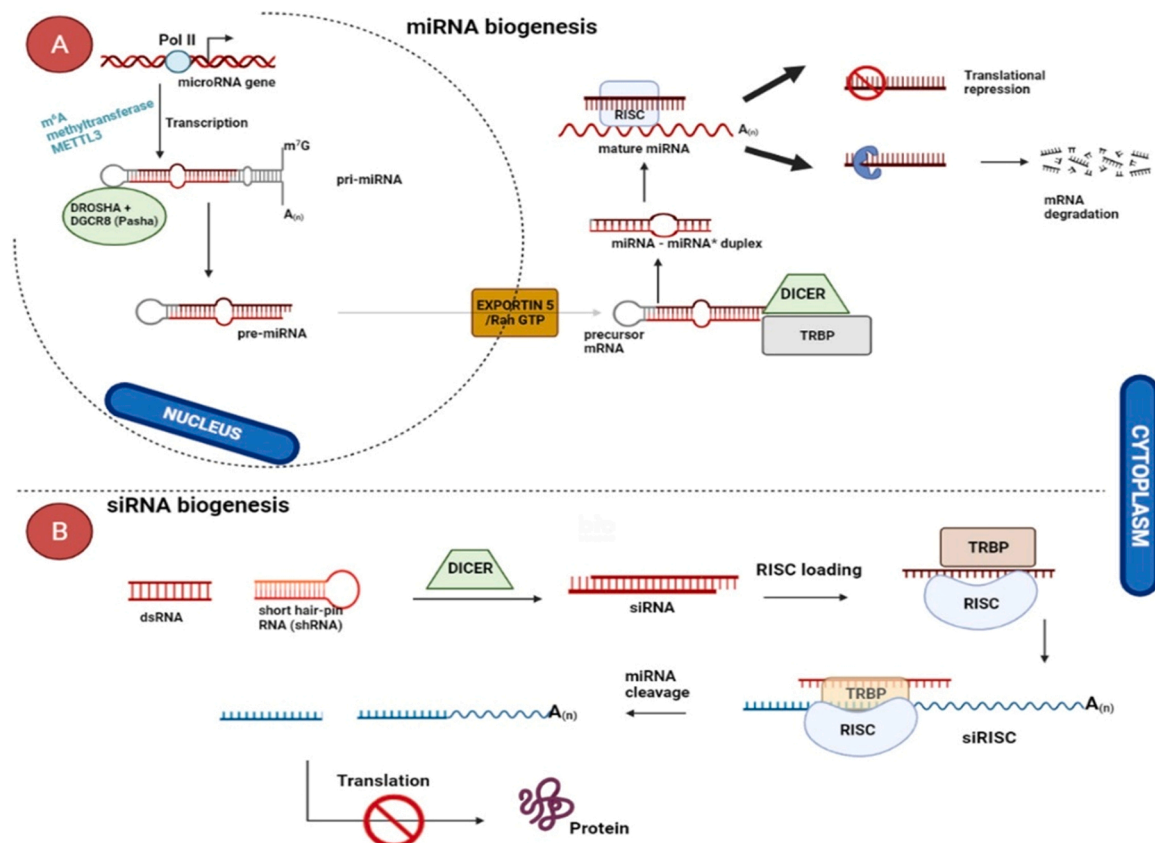 A
miRNA biogenesis
Pol II
microRNA gene
m⁶A
methyltransferase
METTL3
Transcription
m⁷G
pri-miRNA
DROSHA +
DGCR8 (Pasha)
A(n)
pre-miRNA
EXPORTIN 5
/Rah GTP
NUCLEUS
RISC
A(n)
mature miRNA
miRNA - miRNA* duplex
DICER
TRBP
precursor
mRNA
Translational
repression
mRNA
degradation
CYTOPLASM
siRNA biogenesis
B
bio
dsRNA
short hair-pin
RNA (shRNA)
DICER
siRNA
RISC loading
TRBP
RISC
miRNA
cleavage
TRBP
RISC
A(n)
siRISC
A(n)
Translation
Protein